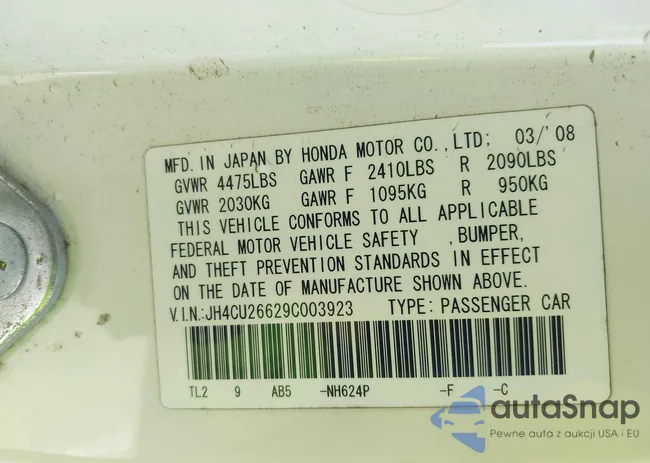 MFD. IN JAPAN BY HONDA MOTOR CO.,LTD: 03/'08
GVWR 4475LBS GAWR F 2410LBS R 2090LBS
GVWR 2030KG GAWR F 1095KG R 950KG
THIS VEHICLE CONFORMS TO ALL APPLICABLE
FEDERAL MOTOR VEHICLE SAFETY ,BUMPER,
AND THEFT PREVENTION STANDARDS IN EFFECT
ON THE DATE OF MANUFACTURE SHOWN ABOVE.
V.I.N.:JH4CU26629C003923 TYPE: PASSENGER CAR
TL2 9 AB5 -NH624P -F -C
autaSnap
Pewne auta z aukcji USA i EU